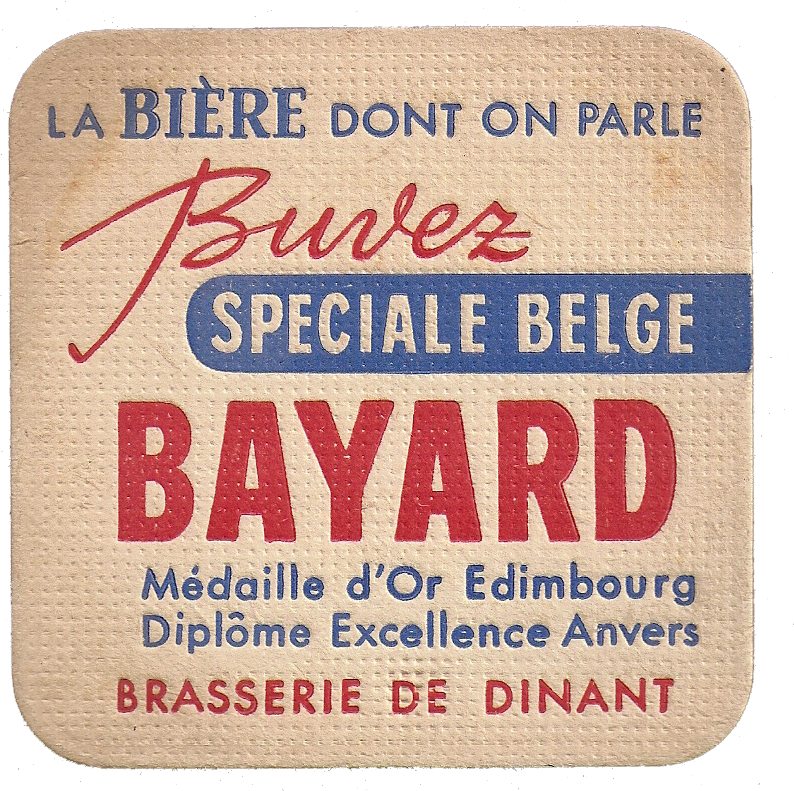 LA BIÈRE DONT ON PARLE
Buvez
SPECIALE BELGE
BAYARD
Médaille d'Or Edimbourg
Diplôme Excellence Anvers
BRASSERIE DE DINANT